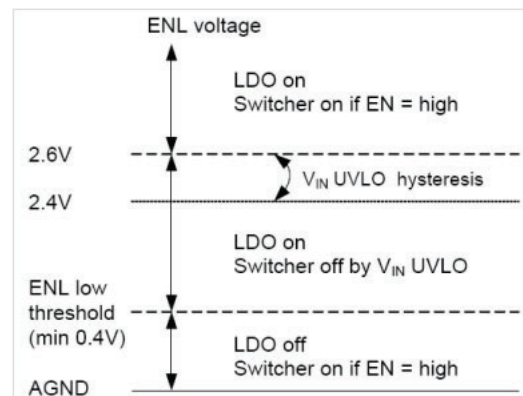 ENL voltage
LDO on
Switcher on if EN = high
2.6V
VIN UVLO hysteresis
2.4V
LDO on
Switcher off by VIN UVLO
ENL low
threshold
(min 0.4V)
LDO off
Switcher on if EN = high
AGND